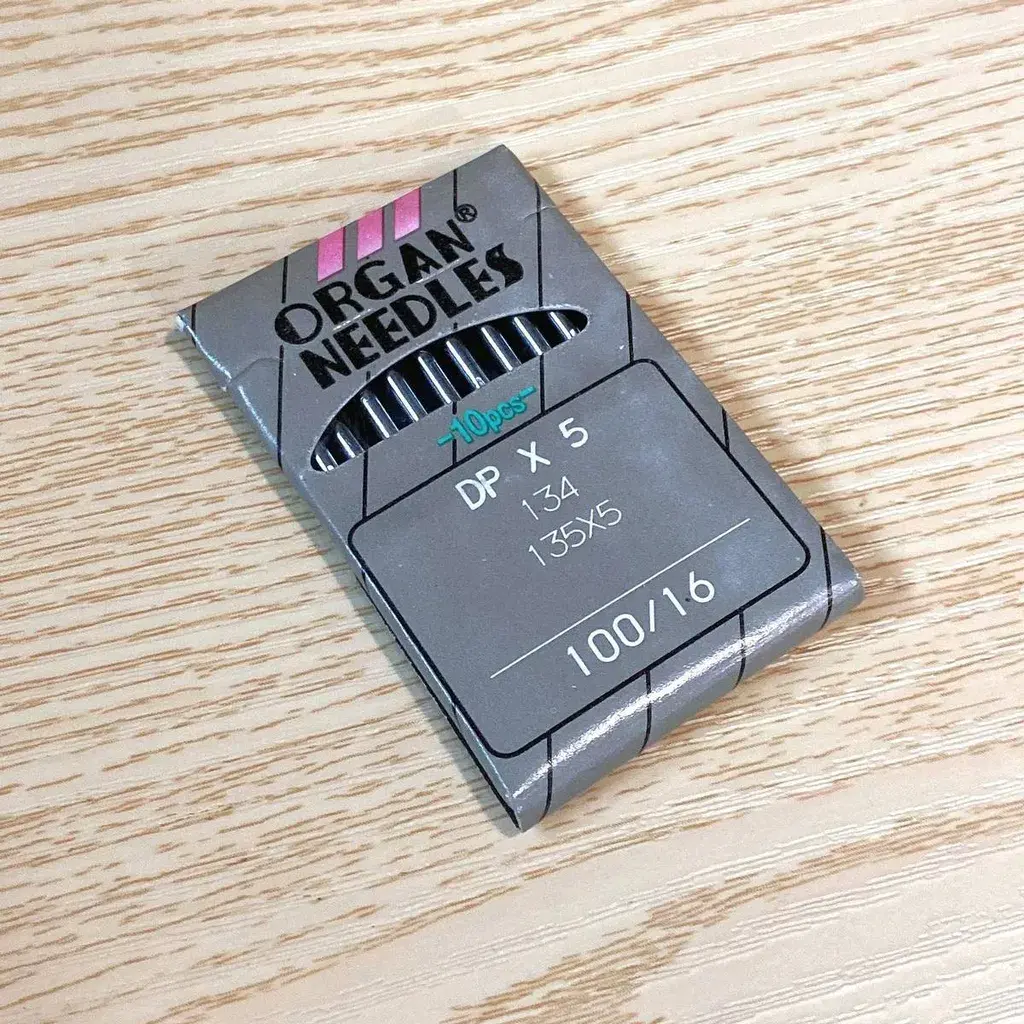 ORGAN®
NEEDLES
-10pcs-
DP X 5
134
135X5
100/16